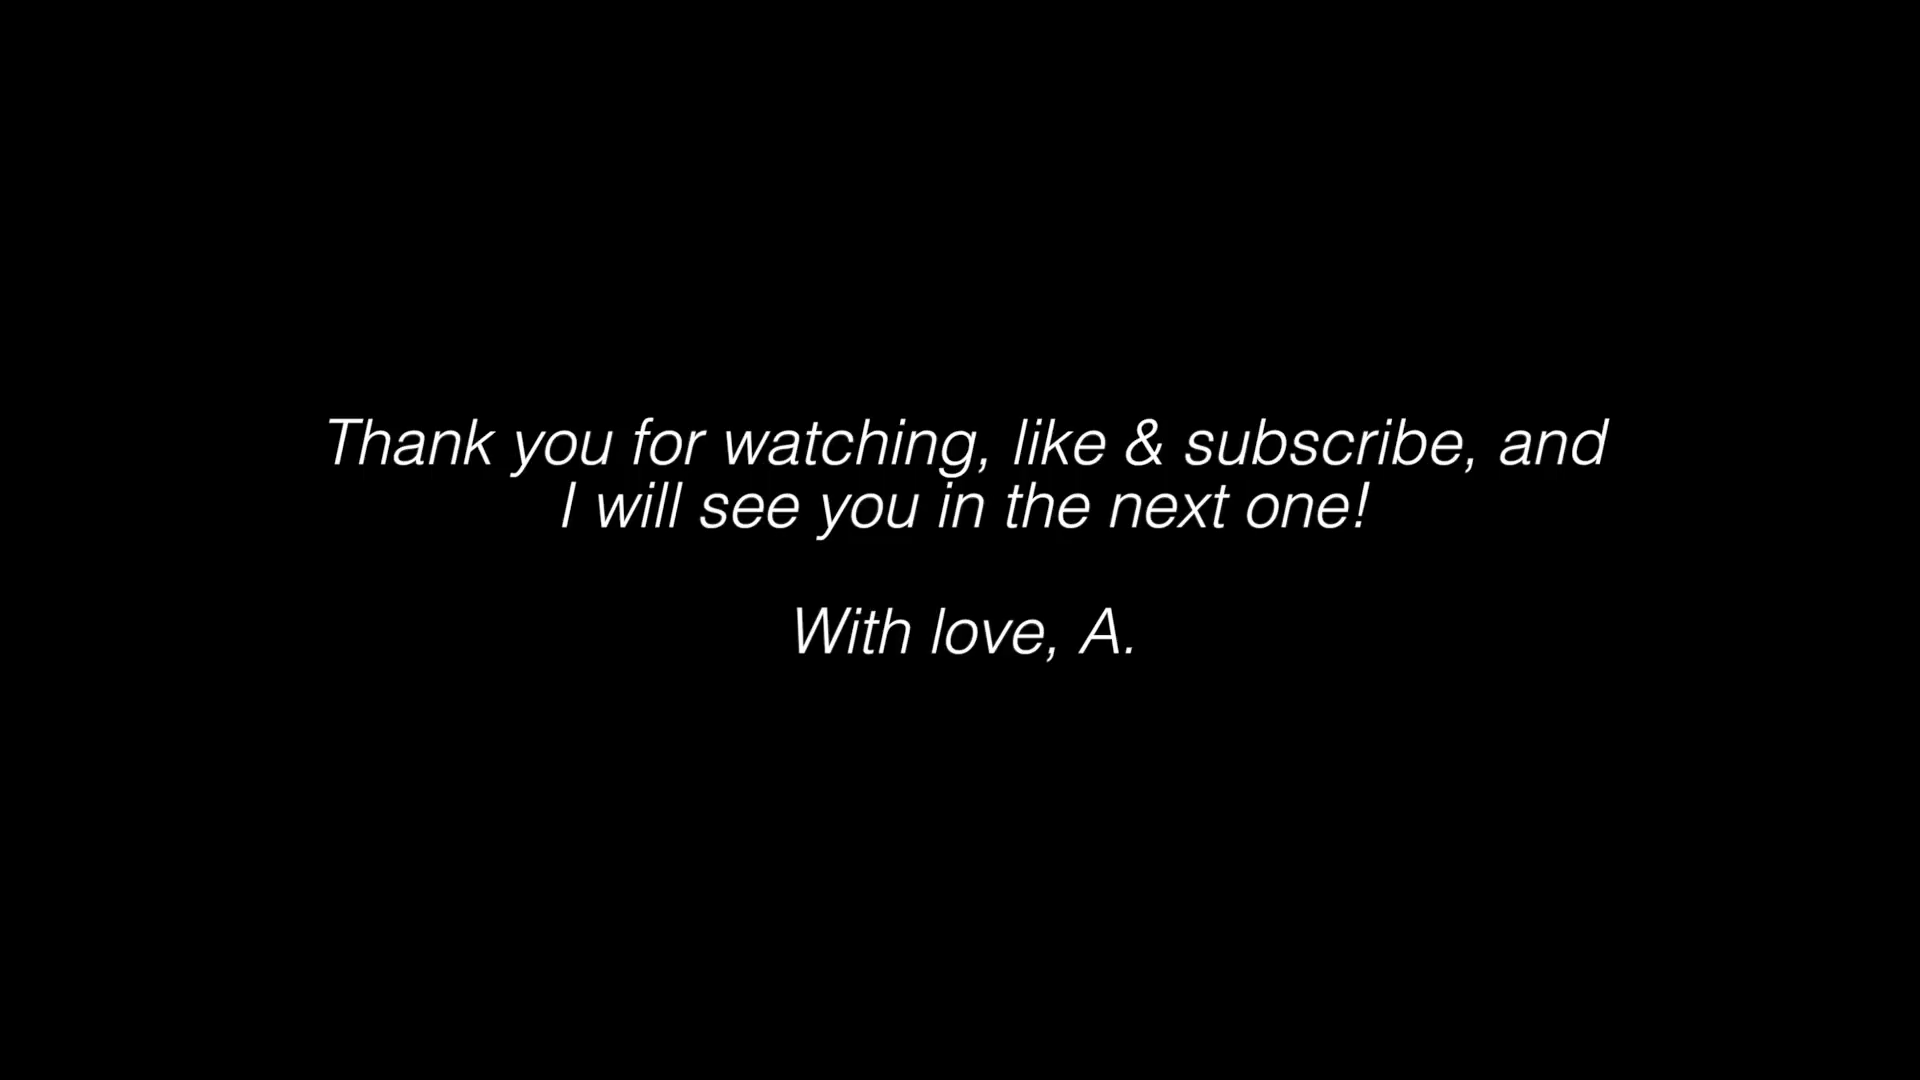 Thank you for watching, like & subscribe, and
I will see you in the next one!
With love, A.